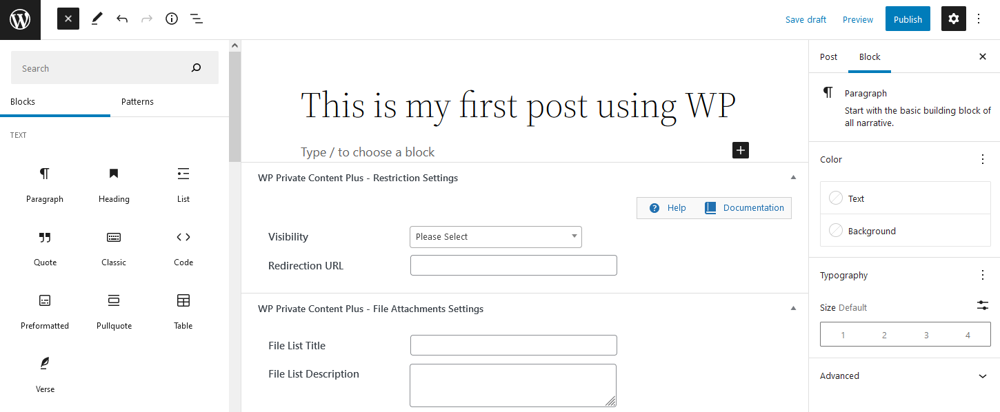 Save draft Preview Publish
Search
Blocks Patterns
TEXT
Paragraph Heading List
Quote Classic Code
Preformatted Pullquote Table
Verse
This is my first post using WP
Type / to choose a block
WP Private Content Plus - Restriction Settings
Help Documentation
Visibility Please Select
Redirection URL
WP Private Content Plus - File Attachments Settings
File List Title
File List Description
Post Block
Paragraph
Start with the basic building block of
all narrative.
Color
Text
Background
Typography
Size Default
1 2 3 4
Advanced